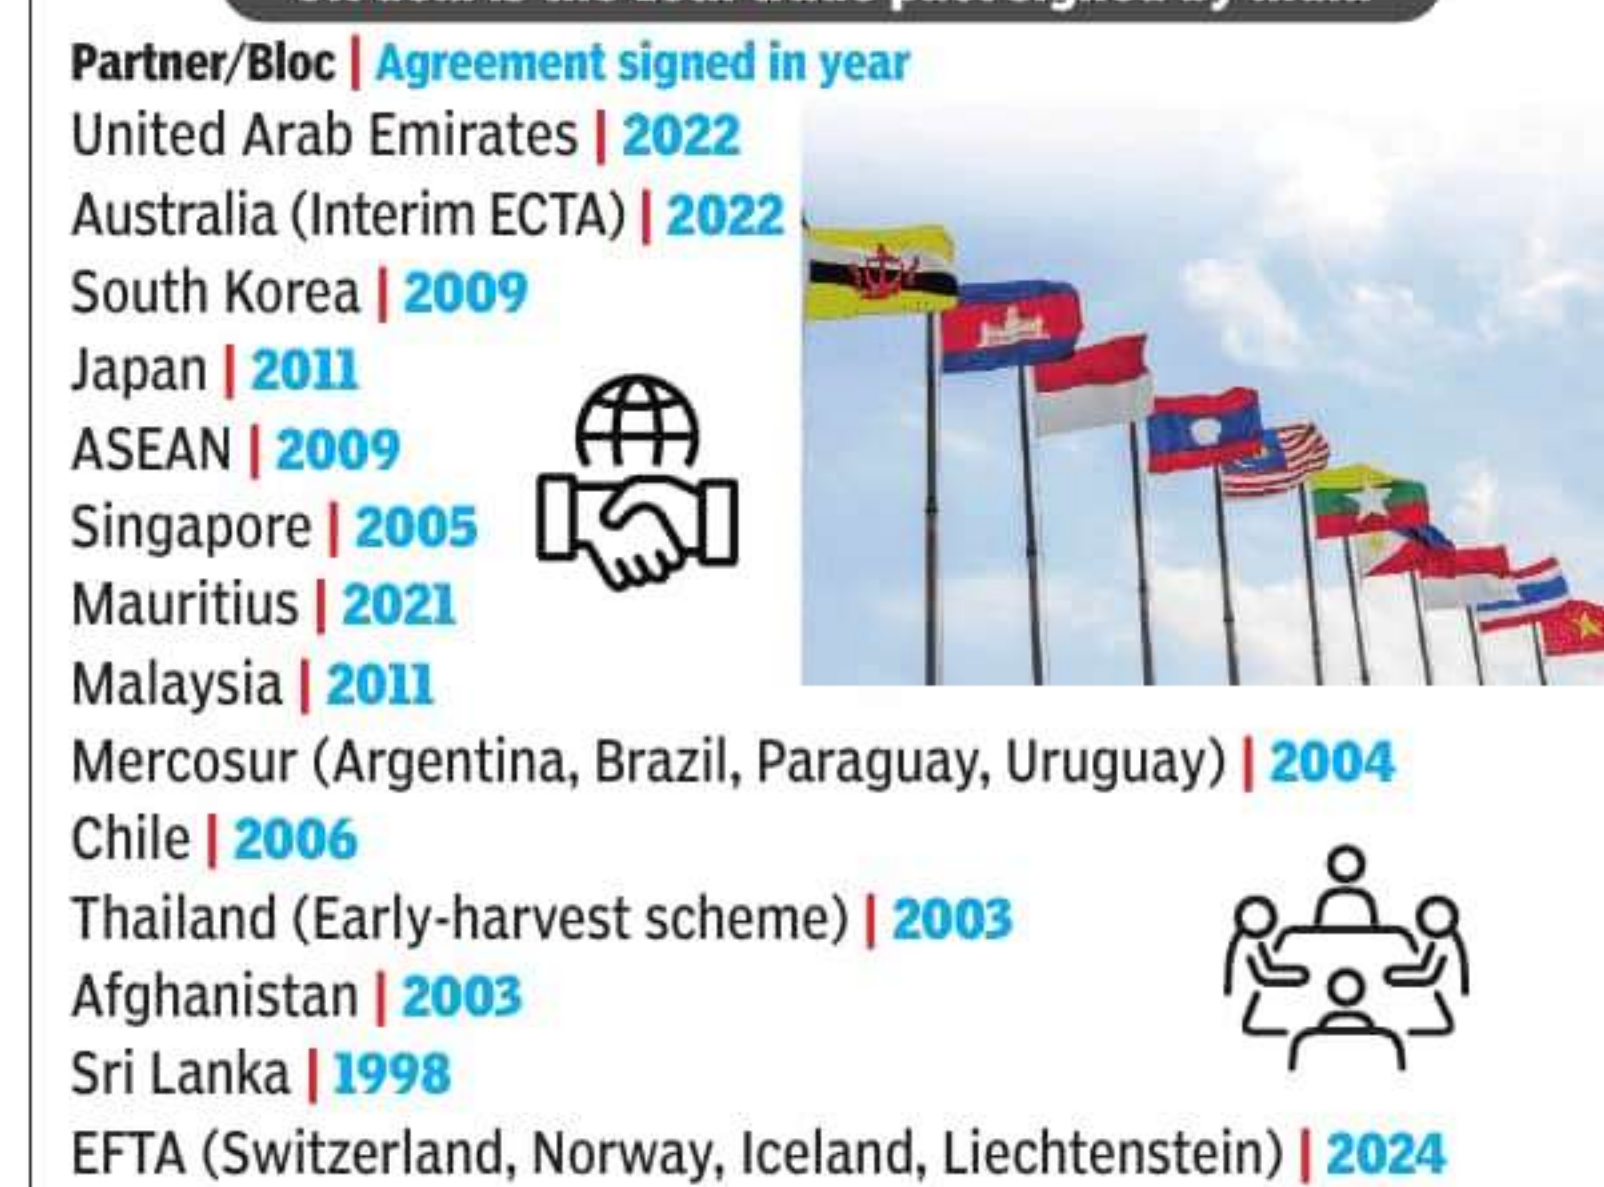 Partner/Bloc | Agreement signed in year
United Arab Emirates | 2022
Australia (Interim ECTA) | 2022
South Korea | 2009
Japan | 2011
ASEAN | 2009
Singapore | 2005
Mauritius | 2021
Malaysia | 2011
Mercosur (Argentina, Brazil, Paraguay, Uruguay) | 2004
Chile | 2006
Thailand (Early-harvest scheme) | 2003
Afghanistan | 2003
Sri Lanka | 1998
EFTA (Switzerland, Norway, Iceland, Liechtenstein) | 2024